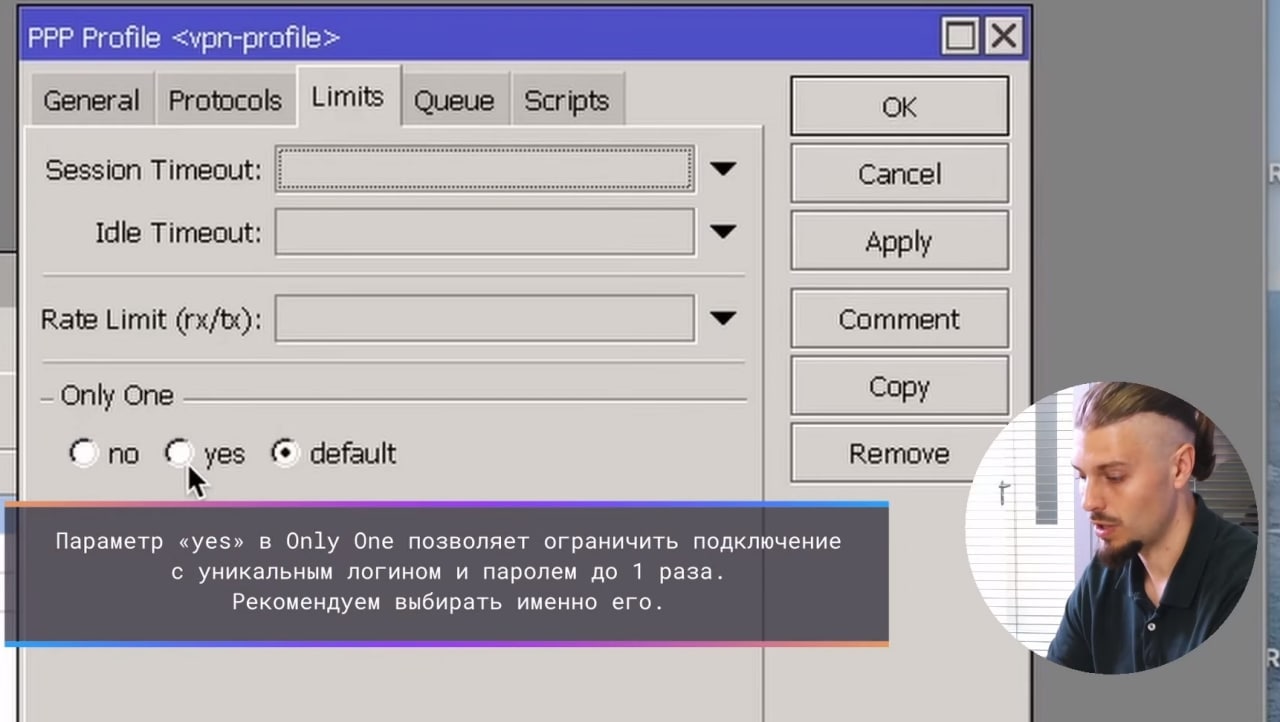 PPP Profile <vpn-profile>
General Protocols Limits Queue Scripts
Session Timeout:
Idle Timeout:
Rate Limit (rx/tx):
Only One
no yes default
OK
Cancel
Apply
Comment
Copy
Remove
Параметр «yes» в Only One позволяет ограничить подключение
с уникальным логином и паролем до 1 раза.
Рекомендуем выбирать именно его.
R
R